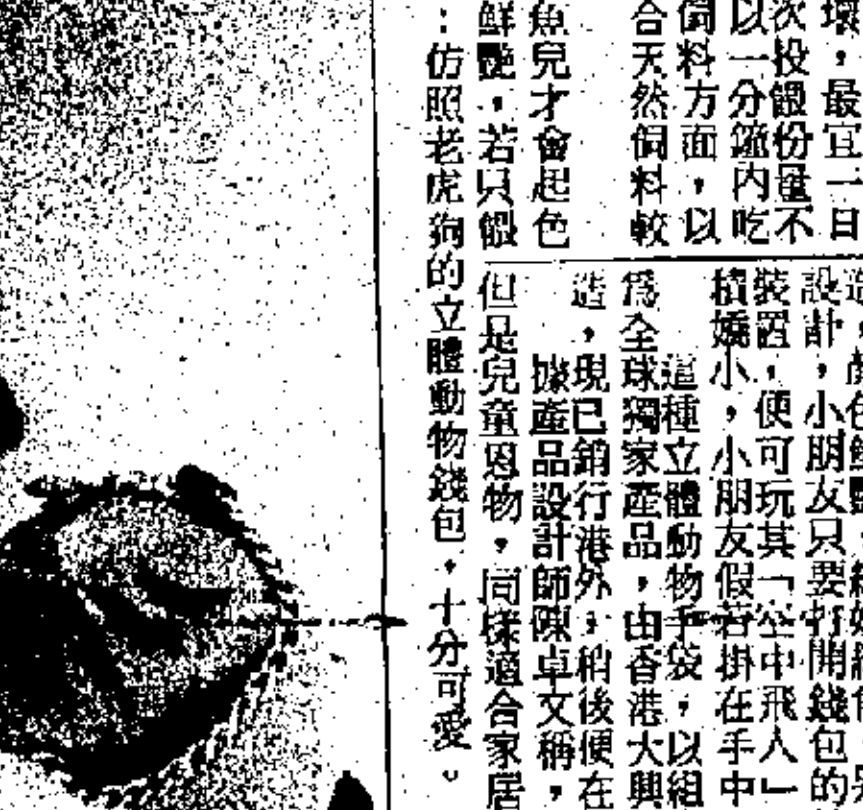 壞，最宜一日
次投餵份量不
以一分鐘內吃
飼料方面，以
合天然飼料較
魚兒才會起色
鮮艷，若只餵
設計，小朋友只要打開錢包的
裝置，便可玩其「空中飛人」
積嬌小，小朋友假若掛在手中
這種立體動物手袋，以組
爲全球獨家產品，由香港大興
造，現已銷行港外，稍後便在
據產品設計師陳卓文稱，
但是兒童恩物，同樣適合家居
：仿照老虎狗的立體動物錢包，十分可愛。